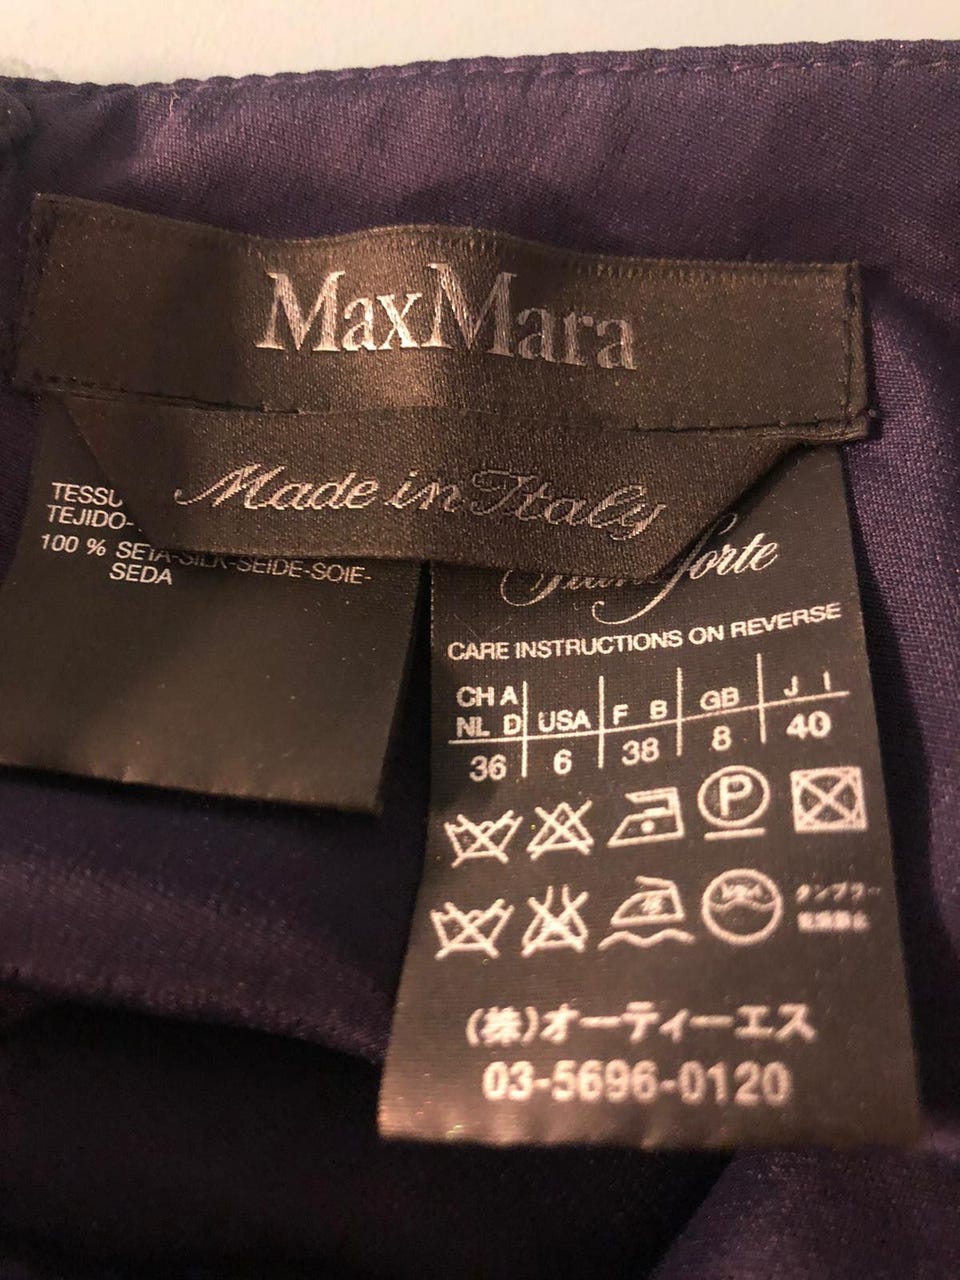 MaxMara
Made in Italy
TESSU
TEJIDO-
100 % SETA-SILK-SEIDE-SOIE-
SEDA
forte
CARE INSTRUCTIONS ON REVERSE
CH A
NL D USA F B GB J I
36 6 38 8 40
P
タンブラー
(株)オーティーエス
03-5696-0120